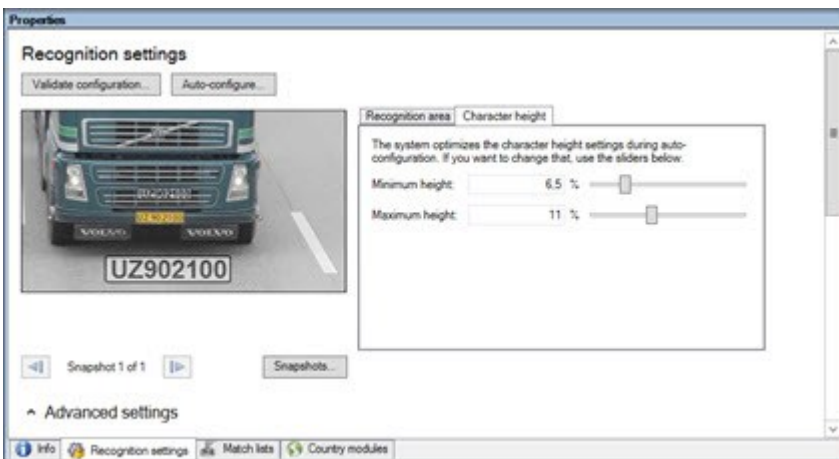 Properties
Recognition settings
Validate configuration... Auto-configure...
Recognition area Character height
The system optimizes the character height settings during auto-
configuration. If you want to change that, use the sliders below.
Minimum height: 6.5 %
Maximum height: 11 %
VOLVO VOLVO
UZ902100
Snapshot 1 of 1 Snapshots...
Advanced settings
Info Recognition settings Match lists Country modules